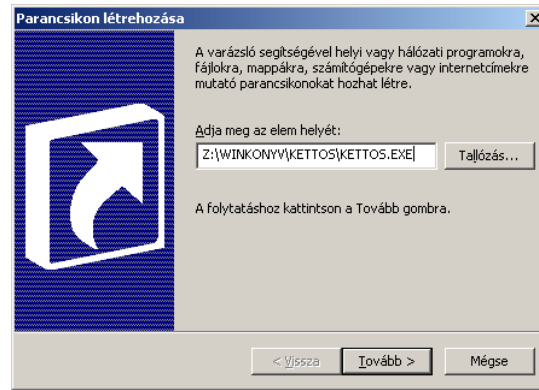 Parancsikon létrehozása
A varázsló segítségével helyi vagy hálózati programokra,
fájlokra, mappákra, számítógépekre vagy internetcímekre
mutató parancsikonokat hozhat létre.
Adja meg az elem helyét:
Z:\WINKONYV\KETTOS\KETTOS.EXE
Tallózás...
A folytatáshoz kattintson a Tovább gombra.
< Vissza
Tovább >
Mégse